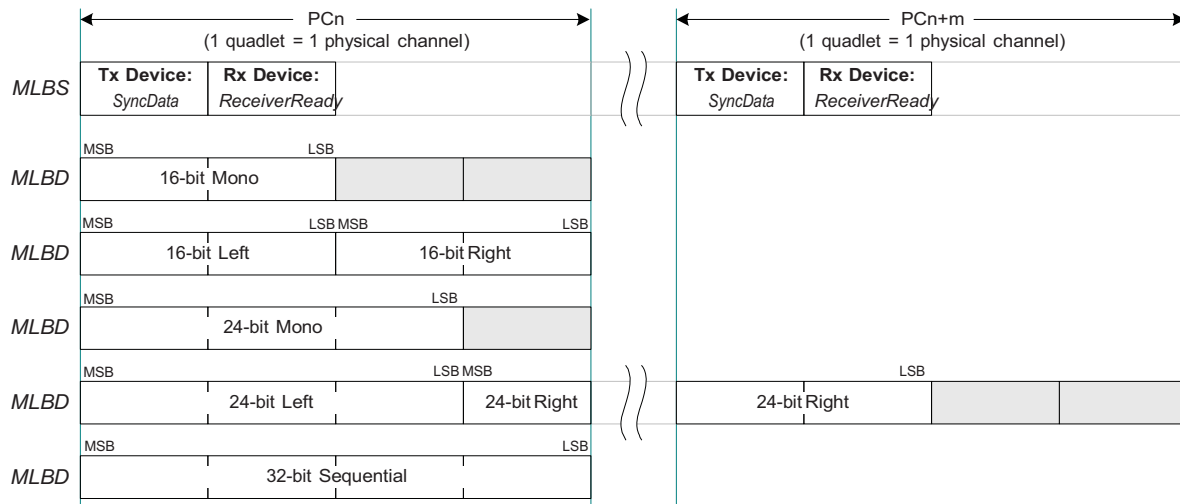 PCn PCn+m
(1 quadlet = 1 physical channel) (1 quadlet = 1 physical channel)
Tx Device: Rx Device: Tx Device: Rx Device:
MLBS SyncData ReceiverReady SyncData ReceiverReady
MSB LSB
MLBD 16-bit Mono
MSB LSB MSB LSB
MLBD 16-bit Left 16-bit Right
MSB LSB
MLBD 24-bit Mono
MSB LSB MSB LSB
MLBD 24-bit Left 24-bit Right 24-bit Right
MSB LSB
MLBD 32-bit Sequential